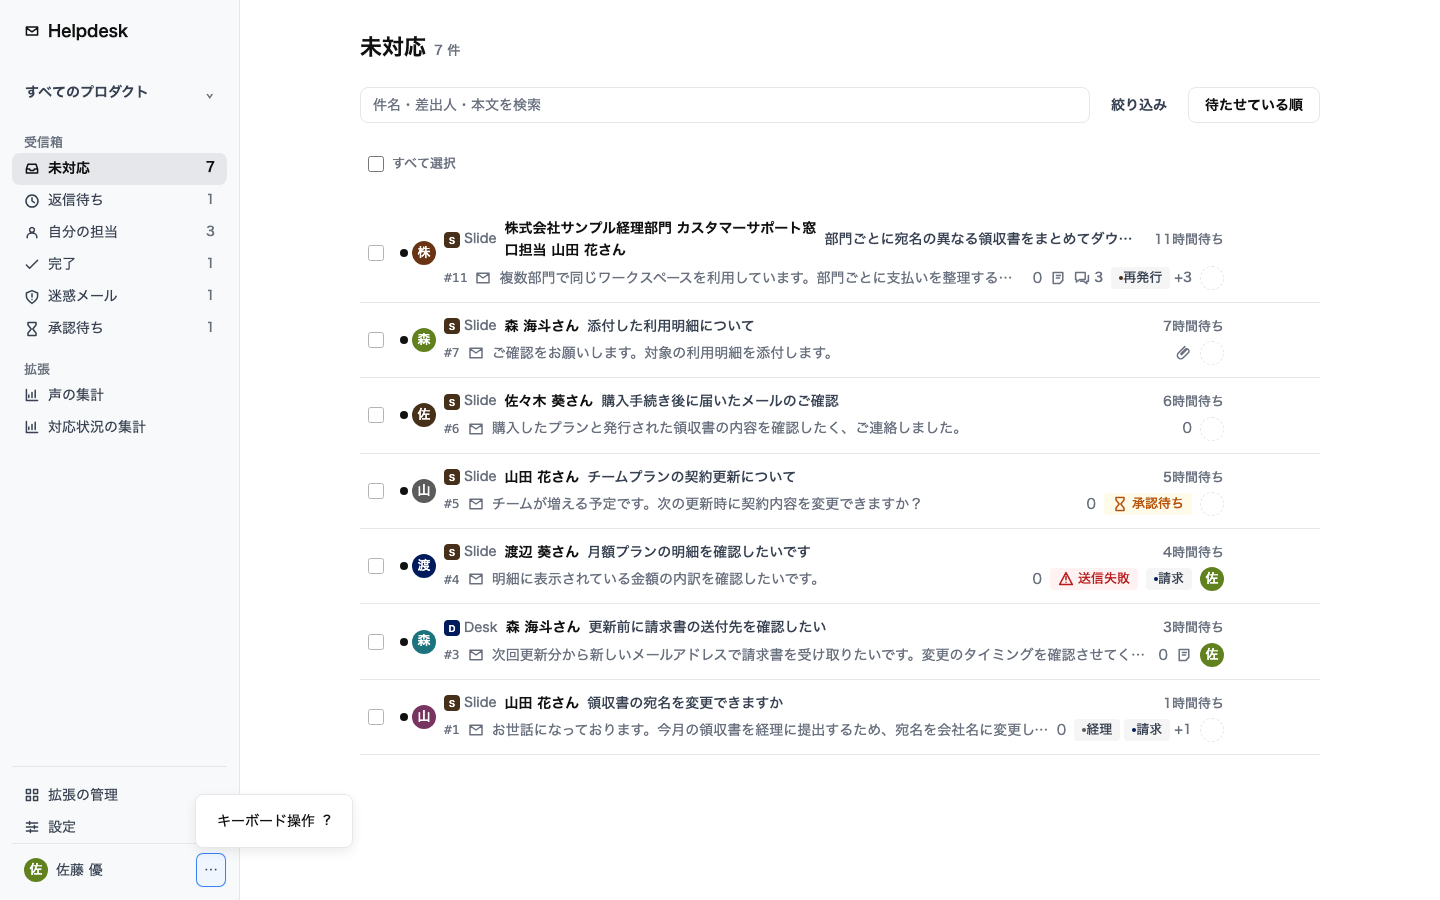 Helpdesk
すべてのプロダクト
受信箱
未対応 7
返信待ち 1
自分の担当 3
完了 1
迷惑メール 1
承認待ち 1
拡張
声の集計
対応状況の集計
拡張の管理
設定
佐藤 優
…
キーボード操作 ?
未対応 7 件
件名・差出人・本文を検索
絞り込み
待たせている順
すべて選択
株 S Slide 株式会社サンプル経理部門 カスタマーサポート窓口担当 山田 花さん 部門ごとに宛名の異なる領収書をまとめてダウ… 11時間待ち
#11 複数部門で同じワークスペースを利用しています。部門ごとに支払いを整理する… 0 3 •再発行 +3
森 S Slide 森 海斗さん 添付した利用明細について 7時間待ち
#7 ご確認をお願いします。対象の利用明細を添付します。
佐 S Slide 佐々木 葵さん 購入手続き後に届いたメールのご確認 6時間待ち
#6 購入したプランと発行された領収書の内容を確認したく、ご連絡しました。 0
山 S Slide 山田 花さん チームプランの契約更新について 5時間待ち
#5 チームが増える予定です。次の更新時に契約内容を変更できますか？ 0 承認待ち
渡 S Slide 渡辺 葵さん 月額プランの明細を確認したいです 4時間待ち
#4 明細に表示されている金額の内訳を確認したいです。 0 送信失敗 •請求 佐
森 D Desk 森 海斗さん 更新前に請求書の送付先を確認したい 3時間待ち
#3 次回更新分から新しいメールアドレスで請求書を受け取りたいです。変更のタイミングを確認させてく… 0 佐
山 S Slide 山田 花さん 領収書の宛名を変更できますか 1時間待ち
#1 お世話になっております。今月の領収書を経理に提出するため、宛名を会社名に変更し… 0 •経理 •請求 +1